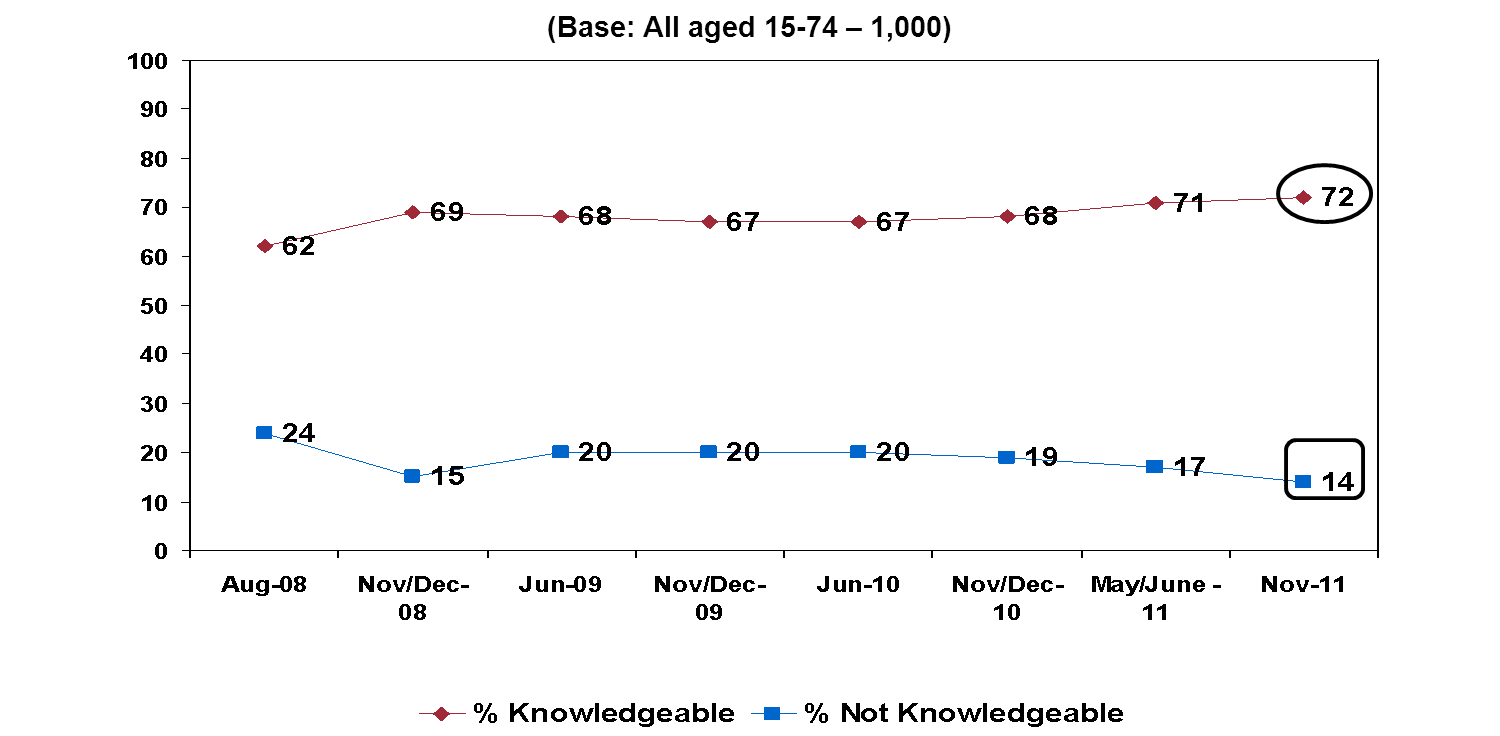 (Base: All aged 15-74 – 1,000)
100
90
80
70
60
50
40
30
20
10
0
62
69
68
67
67
68
71
72
24
15
20
20
20
19
17
14
Aug-08
Nov/Dec-
08
Jun-09
Nov/Dec-
09
Jun-10
Nov/Dec-
10
May/June -
11
Nov-11
% Knowledgeable
% Not Knowledgeable